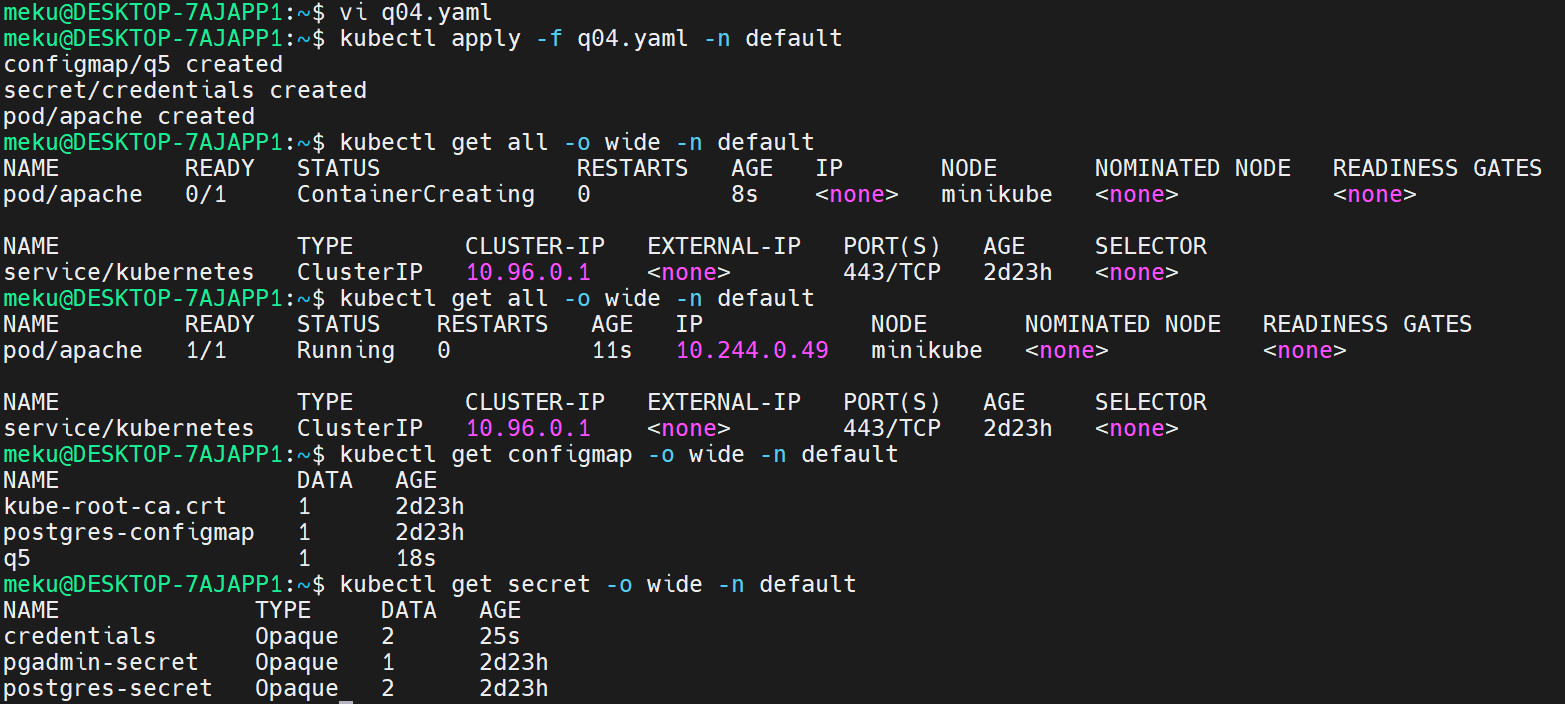 meku@DESKTOP-7AJAPP1:~$ vi q04.yaml
meku@DESKTOP-7AJAPP1:~$ kubectl apply -f q04.yaml -n default
configmap/q5 created
secret/credentials created
pod/apache created
meku@DESKTOP-7AJAPP1:~$ kubectl get all -o wide -n default
NAME         READY   STATUS              RESTARTS   AGE   IP       NODE       NOMINATED NODE   READINESS GATES
pod/apache   0/1     ContainerCreating   0          8s    <none>   minikube   <none>           <none>

NAME                 TYPE        CLUSTER-IP   EXTERNAL-IP   PORT(S)   AGE     SELECTOR
service/kubernetes   ClusterIP   10.96.0.1    <none>        443/TCP   2d23h   <none>
meku@DESKTOP-7AJAPP1:~$ kubectl get all -o wide -n default
NAME         READY   STATUS    RESTARTS   AGE   IP            NODE       NOMINATED NODE   READINESS GATES
pod/apache   1/1     Running   0          11s   10.244.0.49   minikube   <none>           <none>

NAME                 TYPE        CLUSTER-IP   EXTERNAL-IP   PORT(S)   AGE     SELECTOR
service/kubernetes   ClusterIP   10.96.0.1    <none>        443/TCP   2d23h   <none>
meku@DESKTOP-7AJAPP1:~$ kubectl get configmap -o wide -n default
NAME                 DATA   AGE
kube-root-ca.crt     1      2d23h
postgres-configmap   1      2d23h
q5                   1      18s
meku@DESKTOP-7AJAPP1:~$ kubectl get secret -o wide -n default
NAME              TYPE     DATA   AGE
credentials       Opaque   2      25s
pgadmin-secret    Opaque   1      2d23h
postgres-secret   Opaque   2      2d23h